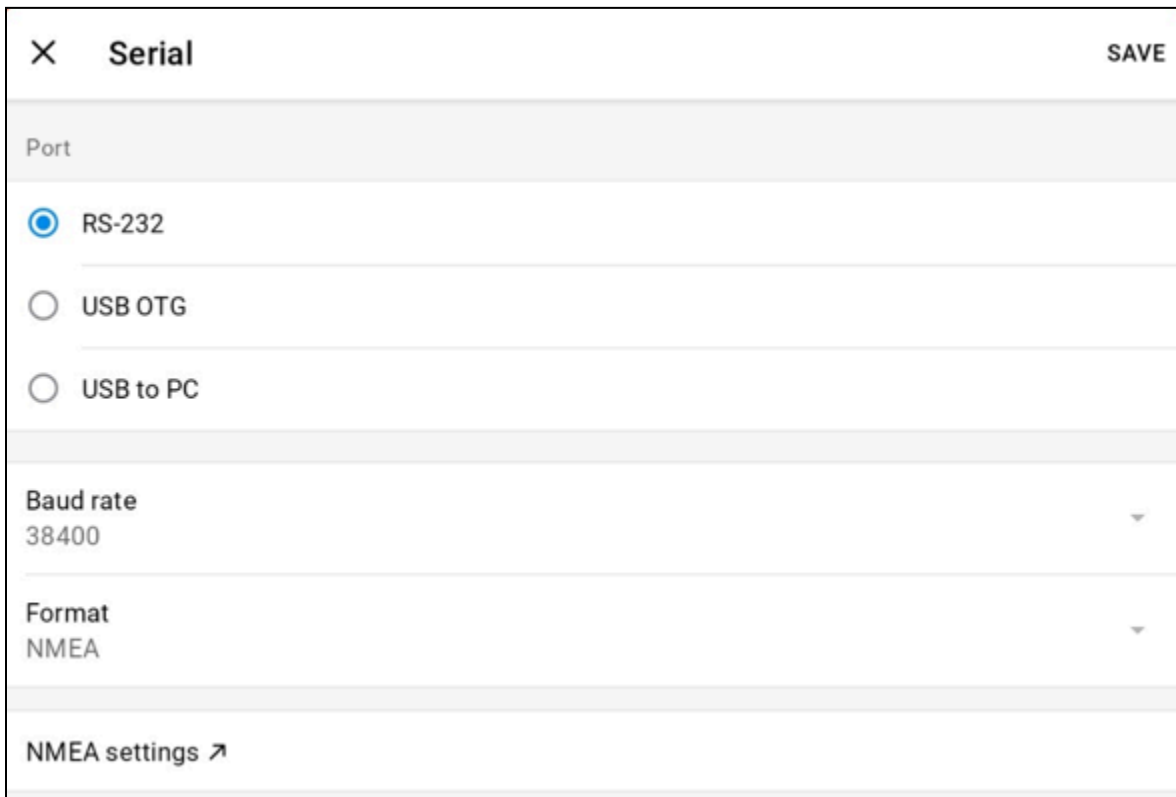 Serial
SAVE
Port
RS-232
USB OTG
USB to PC
Baud rate
38400
Format
NMEA
NMEA settings ↗